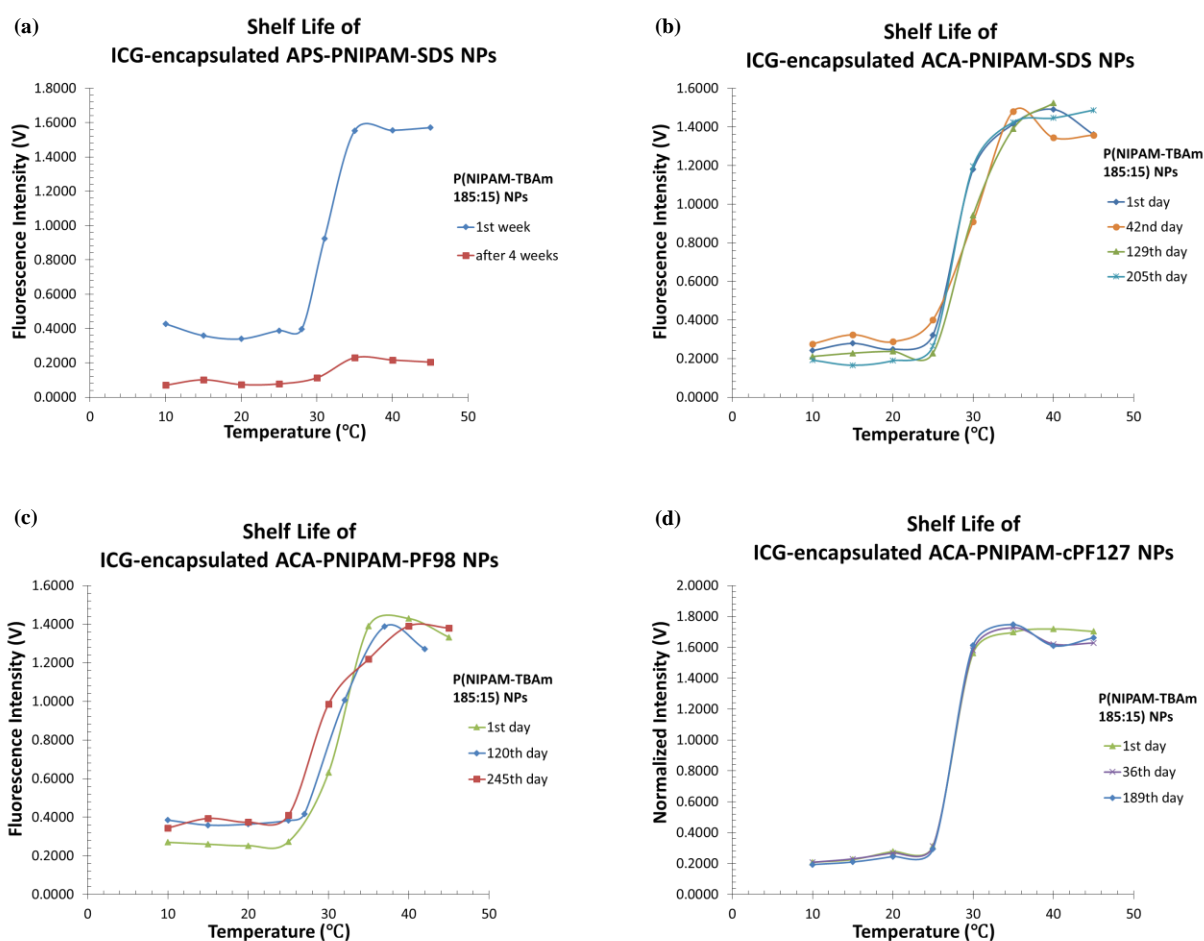 (a)
Shelf Life of
ICG-encapsulated APS-PNIPAM-SDS NPs
1.8000
1.6000
1.4000
1.2000
1.0000
0.8000
0.6000
0.4000
0.2000
0.0000
Fluorescence Intensity (V)
0 10 20 30 40 50
Temperature (℃)
P(NIPAM-TBAm
185:15) NPs
1st week
after 4 weeks
(b)
Shelf Life of
ICG-encapsulated ACA-PNIPAM-SDS NPs
1.6000
1.4000
1.2000
1.0000
0.8000
0.6000
0.4000
0.2000
0.0000
Fluorescence Intensity (V)
0 10 20 30 40 50
Temperature (℃)
P(NIPAM-TBAm
185:15) NPs
1st day
42nd day
129th day
205th day
(c)
Shelf Life of
ICG-encapsulated ACA-PNIPAM-PF98 NPs
1.6000
1.4000
1.2000
1.0000
0.8000
0.6000
0.4000
0.2000
0.0000
Fluorescence Intensity (V)
0 10 20 30 40 50
Temperature (℃)
P(NIPAM-TBAm
185:15) NPs
1st day
120th day
245th day
(d)
Shelf Life of
ICG-encapsulated ACA-PNIPAM-cPF127 NPs
2.0000
1.8000
1.6000
1.4000
1.2000
1.0000
0.8000
0.6000
0.4000
0.2000
0.0000
Normalized Intensity (V)
0 10 20 30 40 50
Temperature (℃)
P(NIPAM-TBAm
185:15) NPs
1st day
36th day
189th day